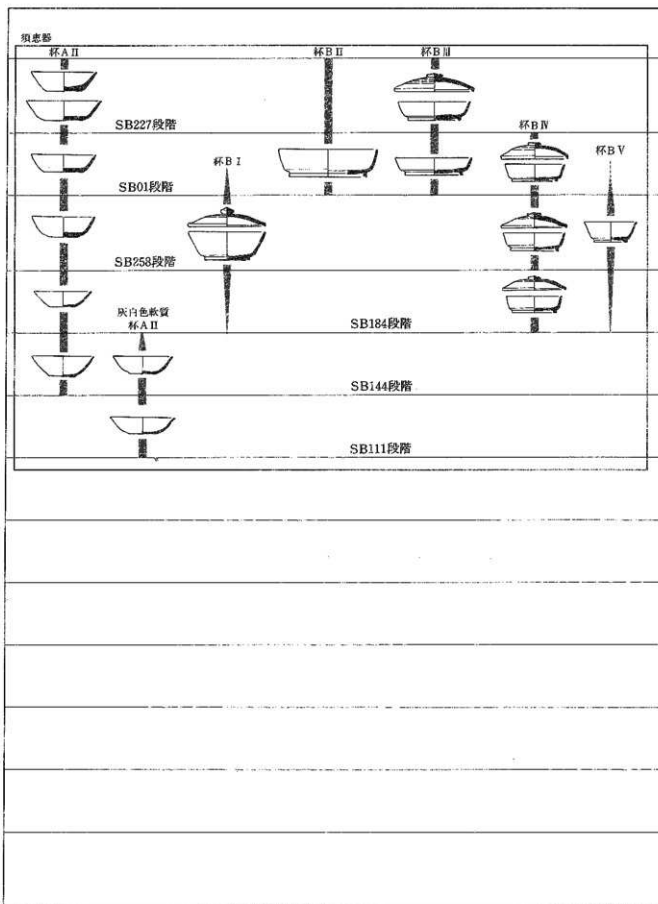 須恵器
杯AⅡ
杯BⅡ
杯BⅢ
SB227段階
杯BⅣ
杯BⅤ
SB01段階
杯BⅠ
SB258段階
灰白色軟質
杯AⅡ
SB184段階
SB144段階
SB111段階